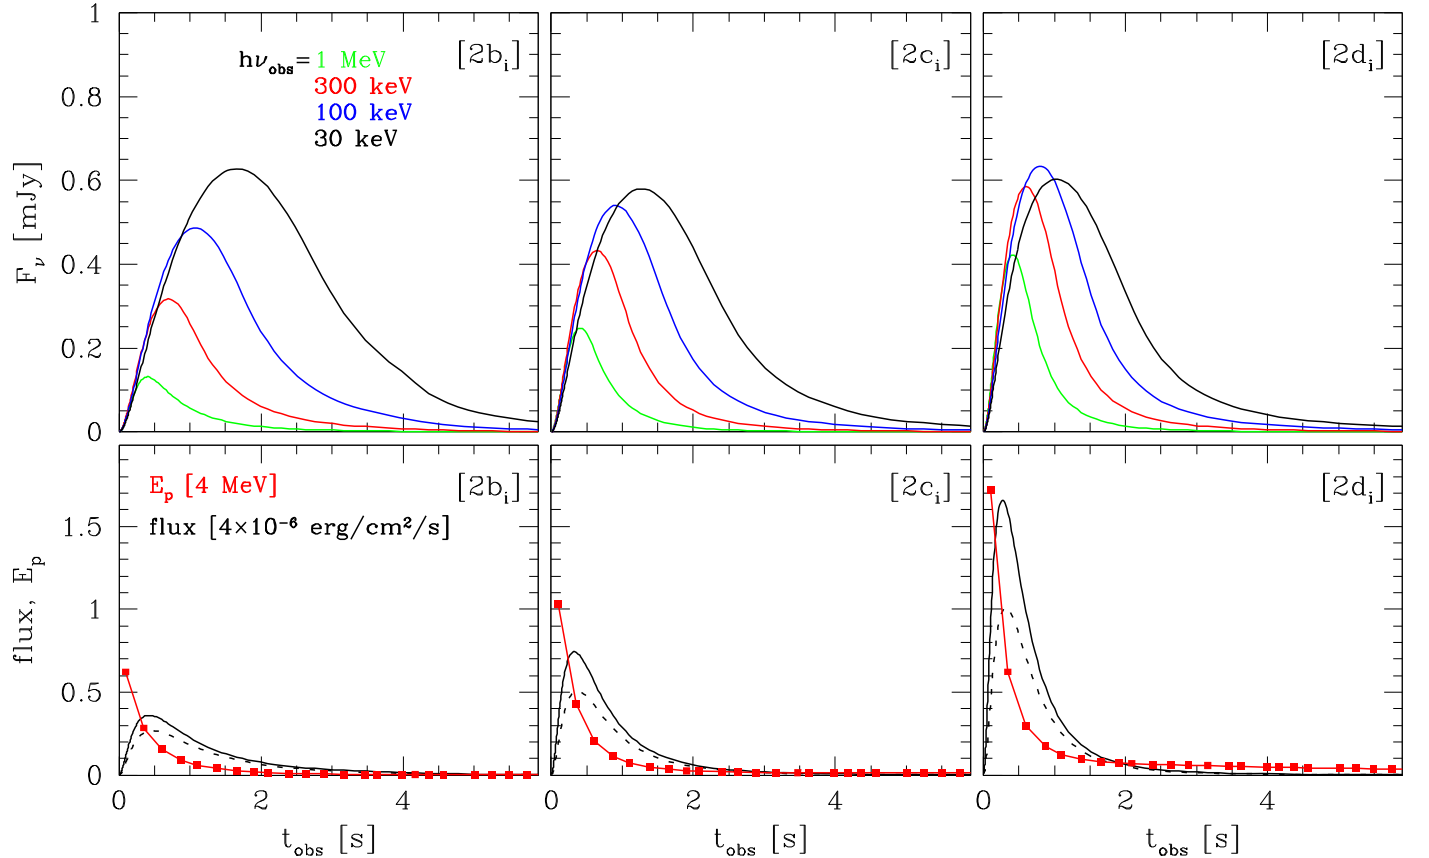 1
0.8
0.6
0.4
0.2
0
F_ν [mJy]
hν_obs= 1 MeV
300 keV
100 keV
30 keV
[2b_i]
[2c_i]
[2d_i]
1.5
1
0.5
0
flux, E_p
E_p [4 MeV]
flux [4×10⁻⁶ erg/cm²/s]
[2b_i]
[2c_i]
[2d_i]
0 2 4
0 2 4
0 2 4
t_obs [s]
t_obs [s]
t_obs [s]